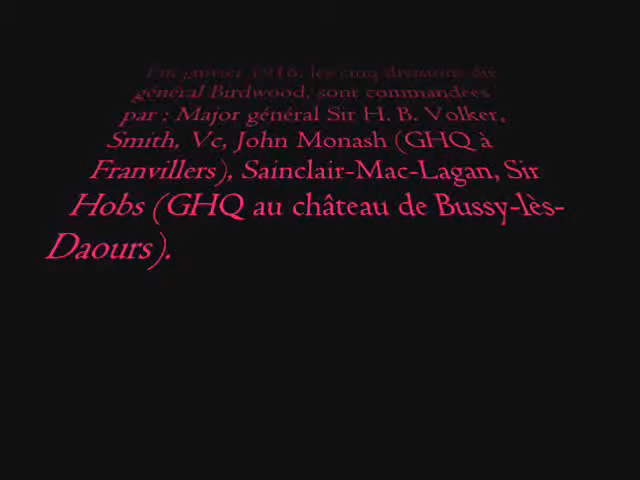 Fin janvier 1916, les cinq divisions du
général Birdwood, sont commandées
par : Major général Sir H. B. Volker,
Smith, Vc, John Monash (GHQ à
Franvillers), Sainclair-Mac-Lagan, Sir
Hobs (GHQ au château de Bussy-lès-
Daours).